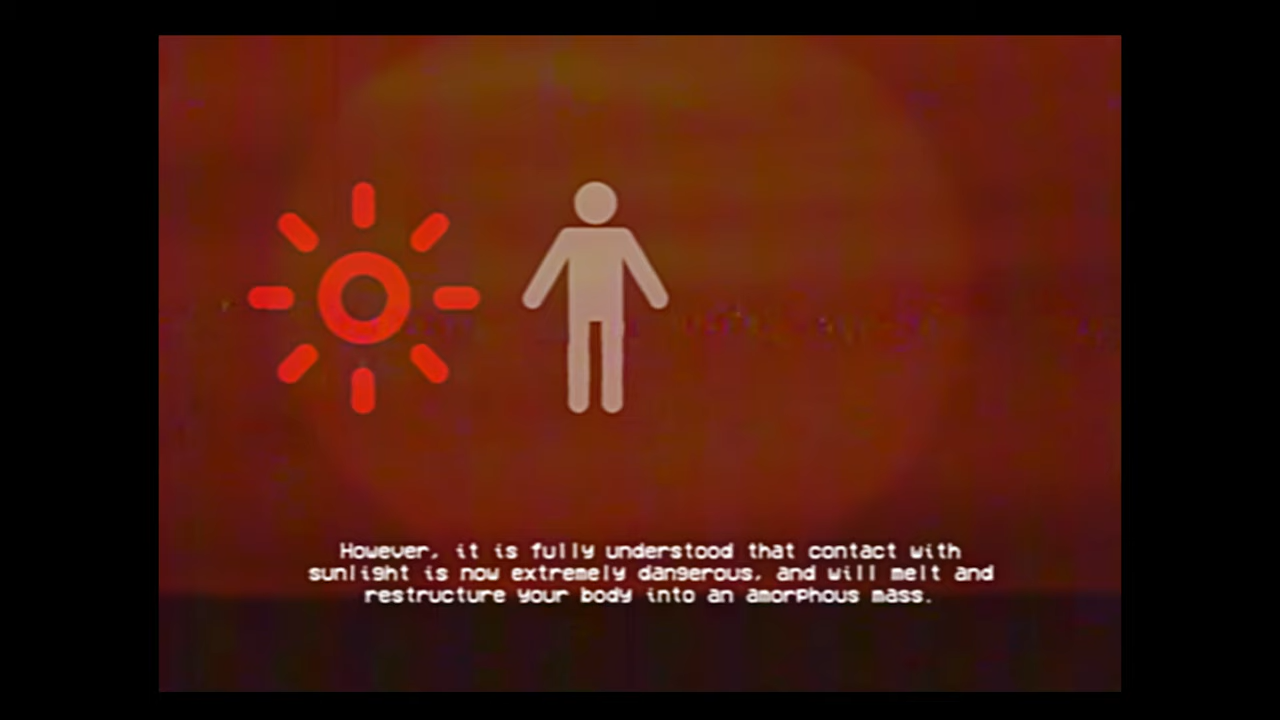 However, it is fully understood that contact with
sunlight is now extremely dangerous, and will melt and
restructure your body into an amorphous mass.